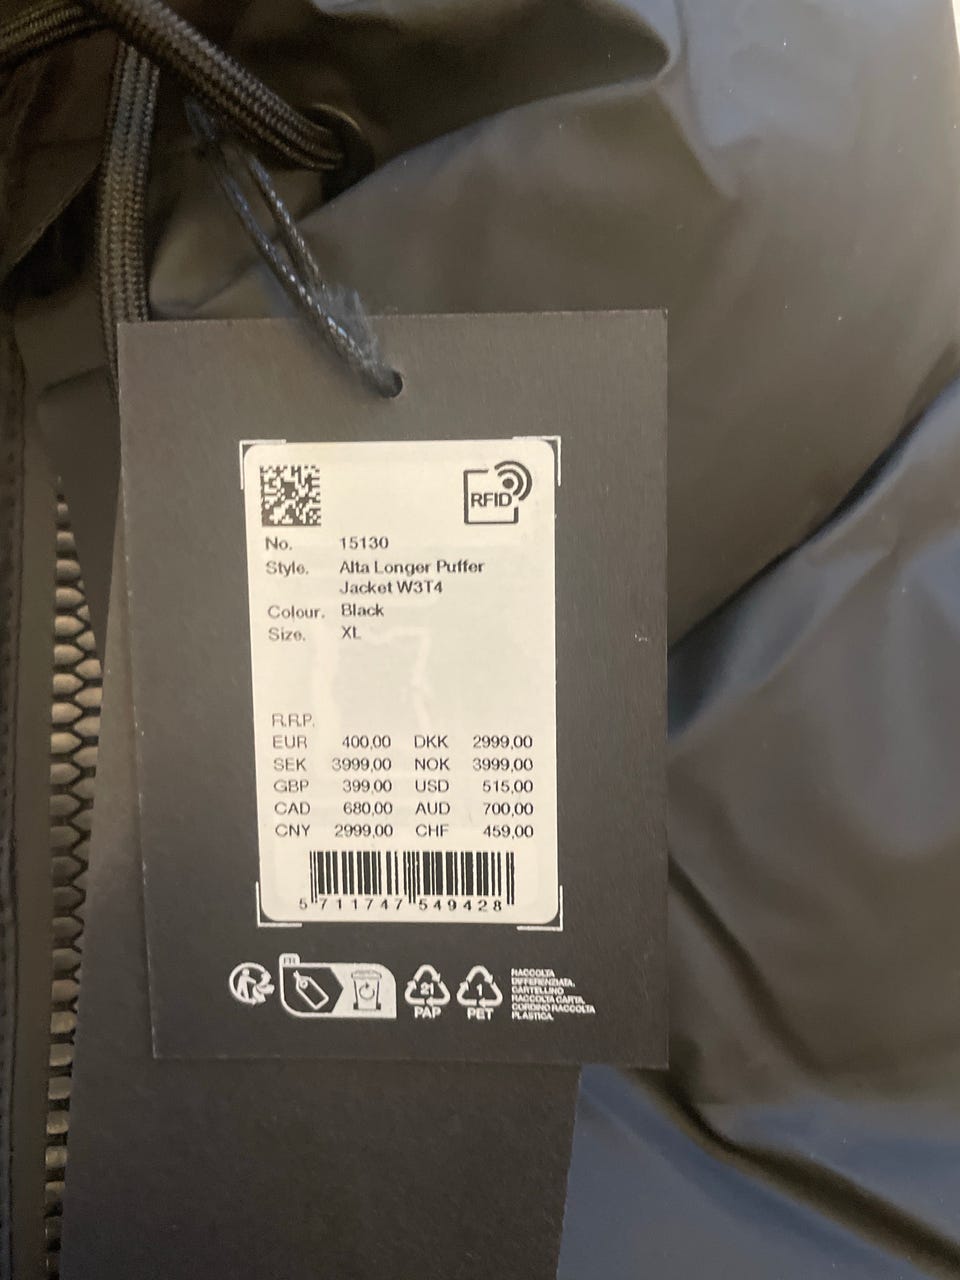 RFID
No. 15130
Style. Alta Longer Puffer
Jacket W3T4
Colour. Black
Size. XL
R.R.P.
EUR 400,00 DKK 2999,00
SEK 3999,00 NOK 3999,00
GBP 399,00 USD 515,00
CAD 680,00 AUD 700,00
CNY 2999,00 CHF 459,00
5 711747 549428
FR
21
PAP
1
PET
RACCOLTA
DIFFERENZIATA.
CARTELLINO
RACCOLTA CARTA,
CORDINO RACCOLTA
PLASTICA.